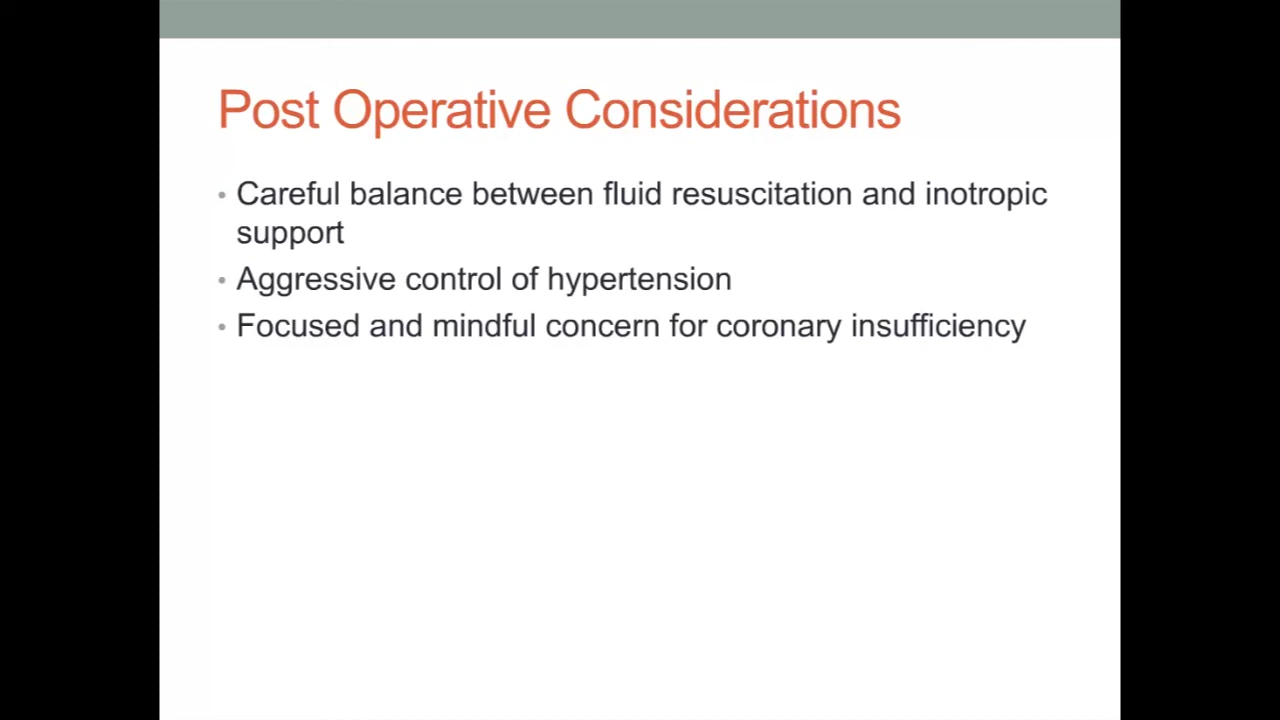 Post Operative Considerations
• Careful balance between fluid resuscitation and inotropic
support
• Aggressive control of hypertension
• Focused and mindful concern for coronary insufficiency